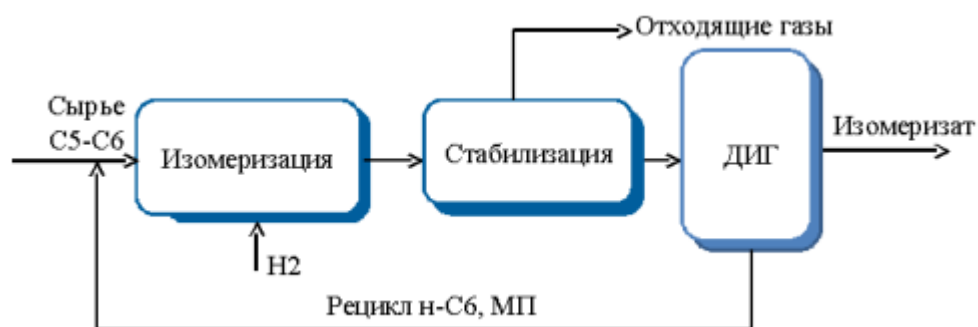 Отходящие газы
Сырье
С5-С6
Изомеризация
Стабилизация
ДИГ
Изомеризат
Н2
Рецикл н-С6, МП